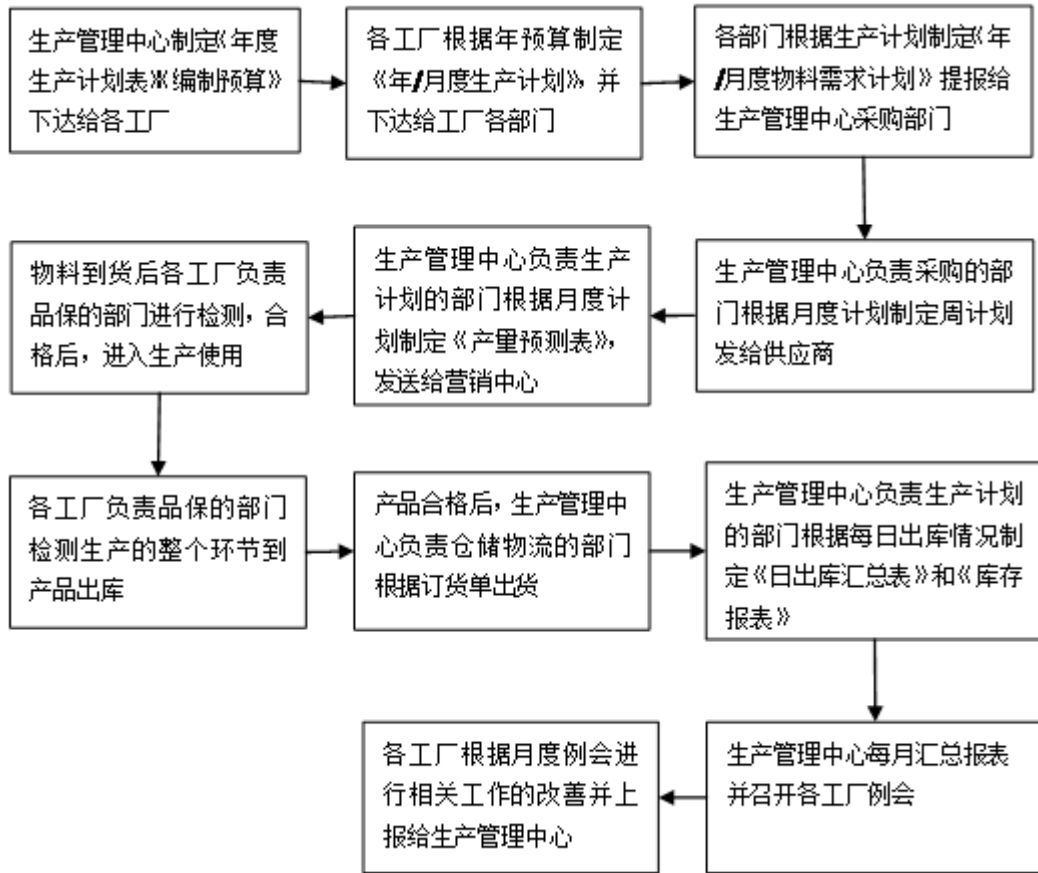 生产管理中心制定《年度
生产计划表》《编制预算》
下达给各工厂
各工厂根据年预算制定
《年/月度生产计划》，并
下达给工厂各部门
各部门根据生产计划制定《年
/月度物料需求计划》提报给
生产管理中心采购部门
生产管理中心负责采购的部
门根据月度计划制定周计划
发给供应商
生产管理中心负责生产
计划的部门根据月度计
划制定《产量预测表》，
发送给营销中心
物料到货后各工厂负责
品保的部门进行检测，合
格后，进入生产使用
各工厂负责品保的部门
检测生产的整个环节到
产品出库
产品合格后，生产管理中
心负责仓储物流的部门
根据订货单出货
生产管理中心负责生产计划
的部门根据每日出库情况制
定《日出库汇总表》和《库存
报表》
生产管理中心每月汇总报表
并召开各工厂例会
各工厂根据月度例会进
行相关工作的改善并上
报给生产管理中心